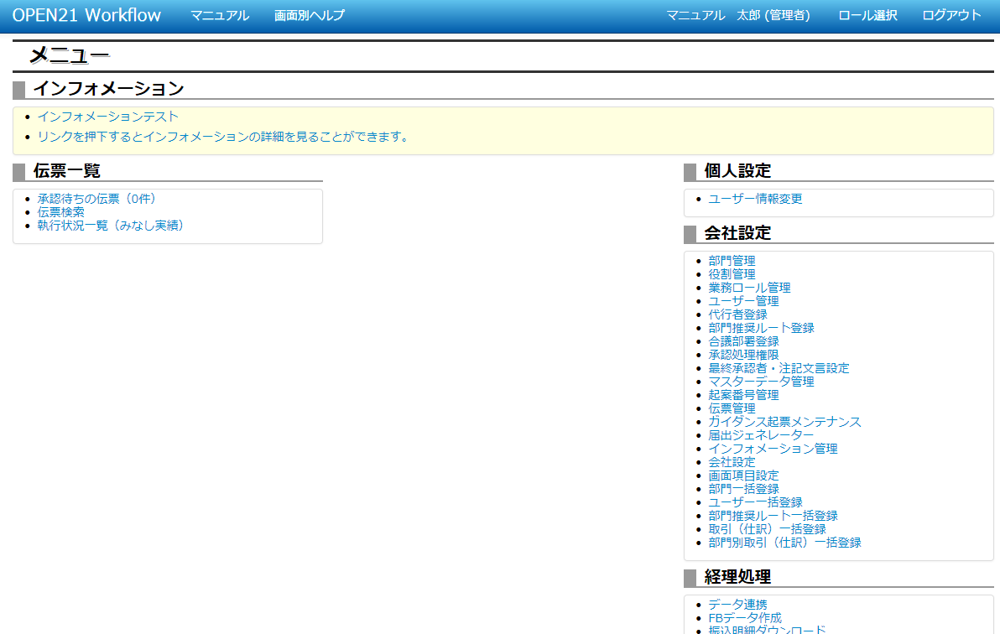 OPEN21 Workflow マニュアル 画面別ヘルプ マニュアル 太郎 (管理者) ロール選択 ログアウト
メニュー
インフォメーション
インフォメーションテスト
リンクを押下するとインフォメーションの詳細を見ることができます。
伝票一覧
承認待ちの伝票（0件）
伝票検索
執行状況一覧（みなし実績）
個人設定
ユーザー情報変更
会社設定
部門管理
役割管理
業務ロール管理
ユーザー管理
代行者登録
部門推奨ルート登録
合議部署登録
承認処理権限
最終承認者・注記文言設定
マスターデータ管理
起案番号管理
伝票管理
ガイダンス起票メンテナンス
届出ジェネレーター
インフォメーション管理
会社設定
画面項目設定
部門一括登録
ユーザー一括登録
部門推奨ルート一括登録
取引（仕訳）一括登録
部門別取引（仕訳）一括登録
経理処理
データ連携
FBデータ作成
振込明細ダウンロード